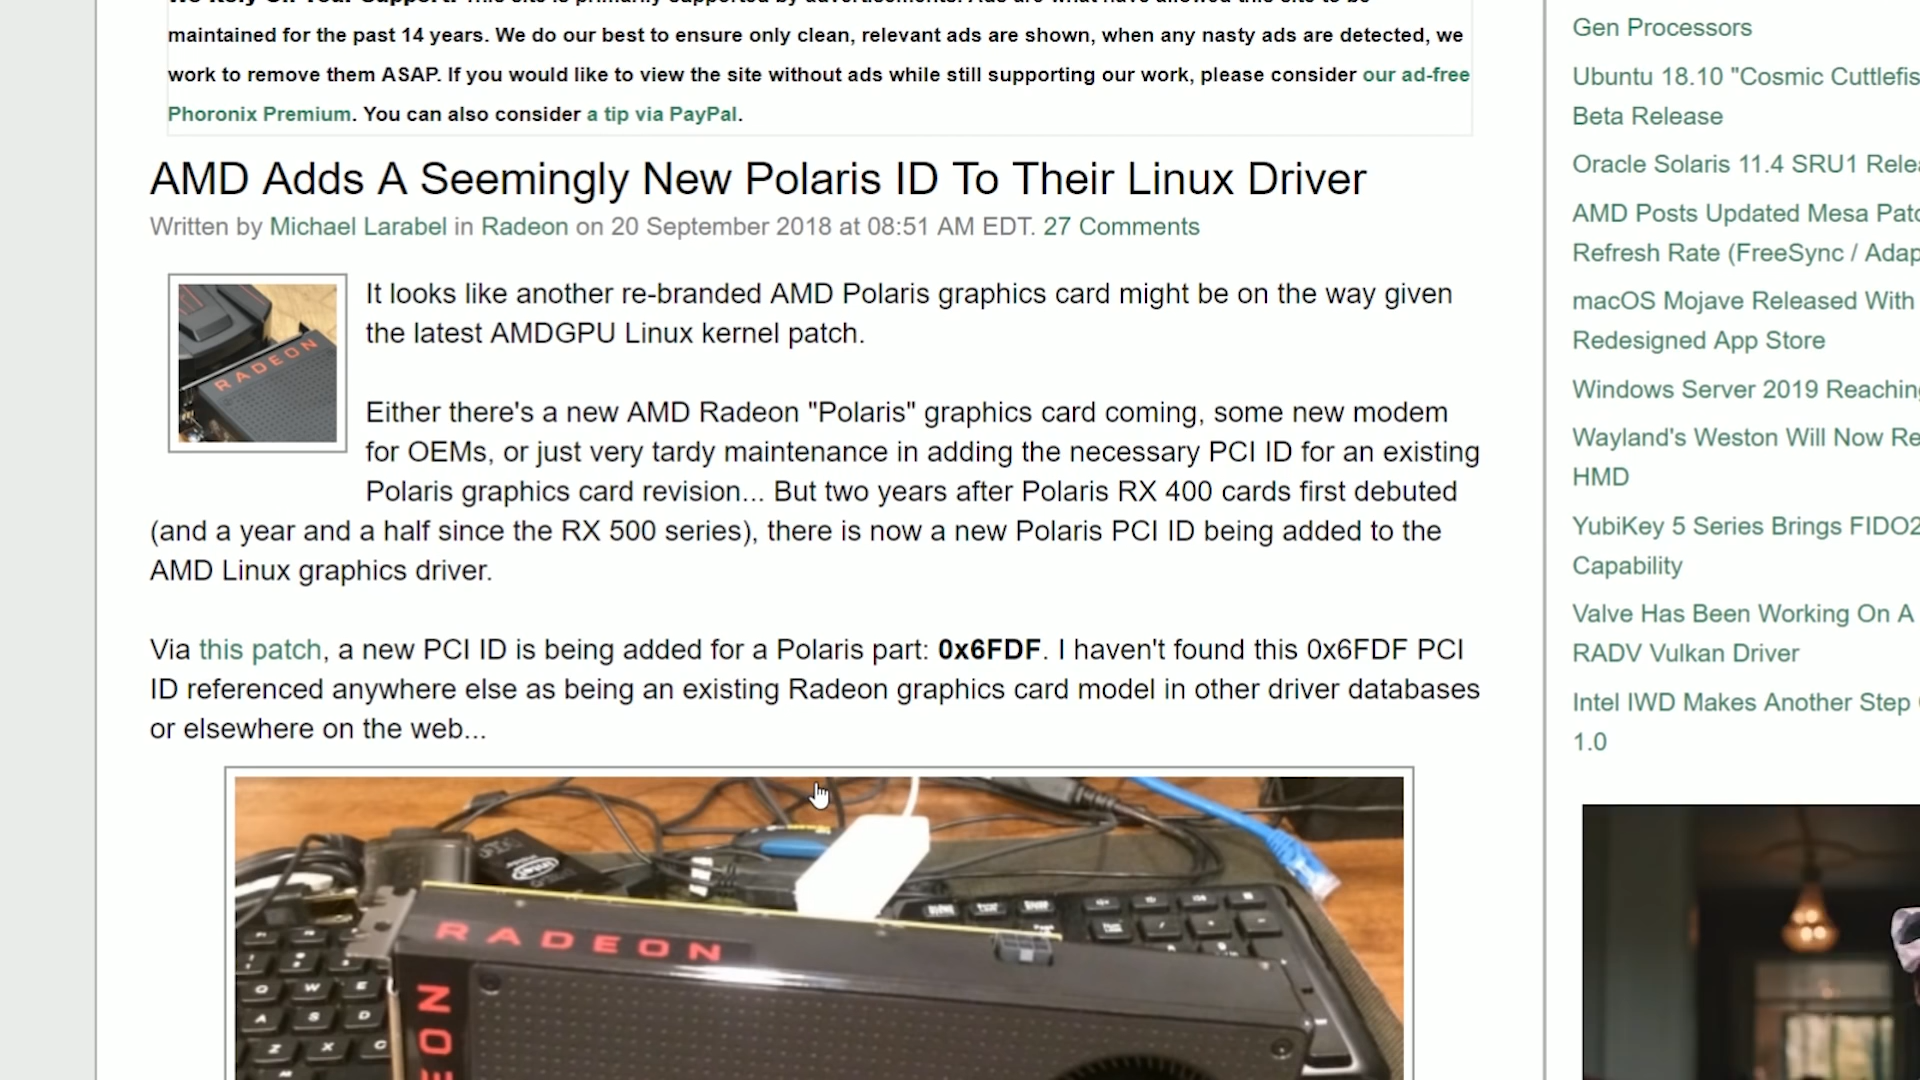 maintained for the past 14 years. We do our best to ensure only clean, relevant ads are shown, when any nasty ads are detected, we
work to remove them ASAP. If you would like to view the site without ads while still supporting our work, please consider our ad-free
Phoronix Premium. You can also consider a tip via PayPal.
AMD Adds A Seemingly New Polaris ID To Their Linux Driver
Written by Michael Larabel in Radeon on 20 September 2018 at 08:51 AM EDT. 27 Comments
RADEON
It looks like another re-branded AMD Polaris graphics card might be on the way given
the latest AMDGPU Linux kernel patch.
Either there's a new AMD Radeon "Polaris" graphics card coming, some new modem
for OEMs, or just very tardy maintenance in adding the necessary PCI ID for an existing
Polaris graphics card revision... But two years after Polaris RX 400 cards first debuted
(and a year and a half since the RX 500 series), there is now a new Polaris PCI ID being added to the
AMD Linux graphics driver.
Via this patch, a new PCI ID is being added for a Polaris part: 0x6FDF. I haven't found this 0x6FDF PCI
ID referenced anywhere else as being an existing Radeon graphics card model in other driver databases
or elsewhere on the web...
RADEON
Q W E
A S D
Z X C
Gen Processors
Ubuntu 18.10 "Cosmic Cuttlefis
Beta Release
Oracle Solaris 11.4 SRU1 Relea
AMD Posts Updated Mesa Patc
Refresh Rate (FreeSync / Adap
macOS Mojave Released With
Redesigned App Store
Windows Server 2019 Reaching
Wayland's Weston Will Now Re
HMD
YubiKey 5 Series Brings FIDO2
Capability
Valve Has Been Working On A
RADV Vulkan Driver
Intel IWD Makes Another Step
1.0